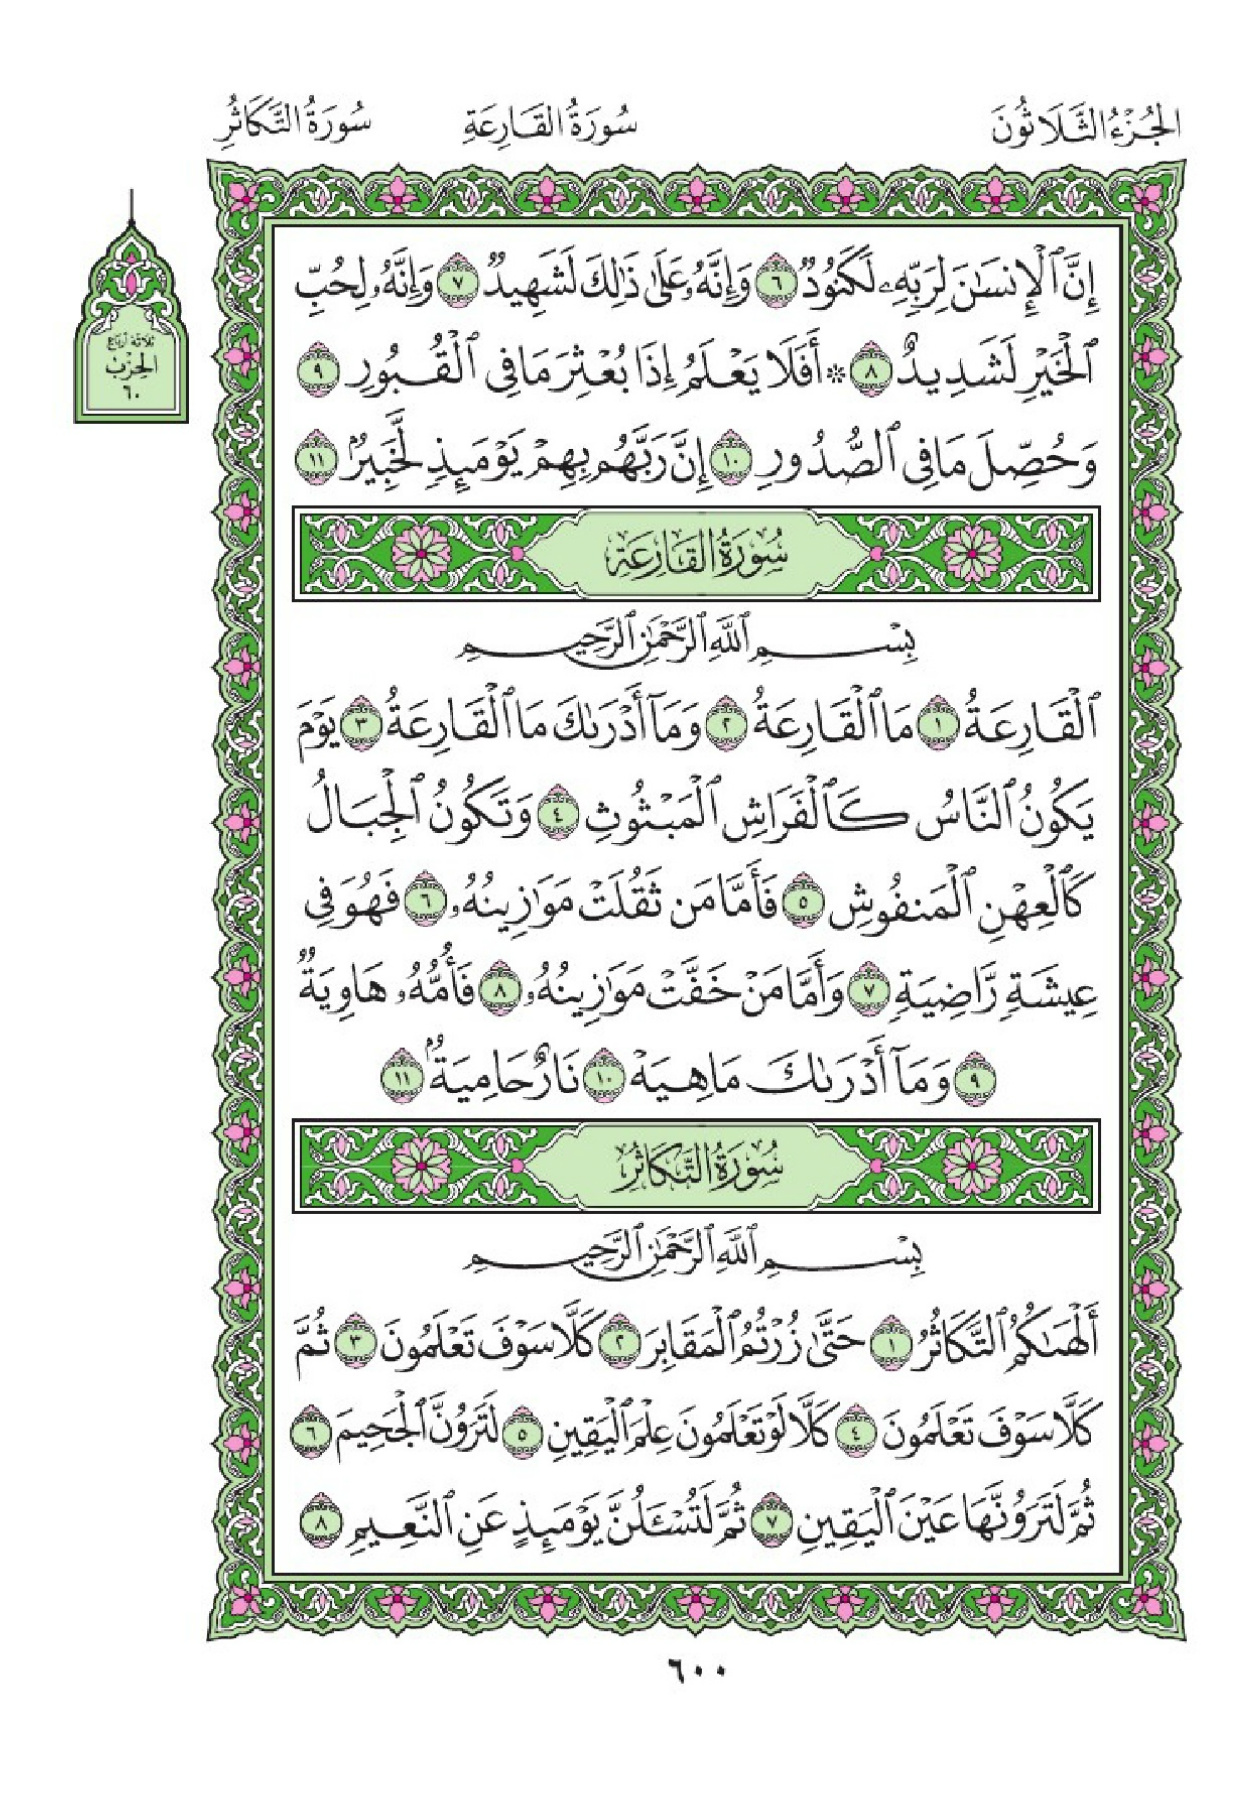 الجُزْءُ الثَّلَاثُونَ سُورَةُ القَارِعَةِ سُورَةُ التَّكَاثُرِ
إِنَّ ٱلْإِنسَٰنَ لِرَبِّهِۦ لَكَنُودٌ ٦ وَإِنَّهُۥ عَلَىٰ ذَٰلِكَ لَشَهِيدٌ ٧ وَإِنَّهُۥ لِحُبِّ
ٱلْخَيْرِ لَشَدِيدٌ ٨ ۞ أَفَلَا يَعْلَمُ إِذَا بُعْثِرَ مَا فِي ٱلْقُبُورِ ٩
وَحُصِّلَ مَا فِي ٱلصُّدُورِ ١٠ إِنَّ رَبَّهُم بِهِمْ يَوْمَئِذٍ لَّخَبِيرٌۢ ١١
ثلاثة أرباع
الحِزْب
٦٠
سُورَةُ القَارِعَة
بِسْمِ ٱللَّهِ ٱلرَّحْمَٰنِ ٱلرَّحِيمِ
ٱلْقَارِعَةُ ١ مَا ٱلْقَارِعَةُ ٢ وَمَآ أَدْرَىٰكَ مَا ٱلْقَارِعَةُ ٣ يَوْمَ
يَكُونُ ٱلنَّاسُ كَٱلْفَرَاشِ ٱلْمَبْثُوثِ ٤ وَتَكُونُ ٱلْجِبَالُ
كَٱلْعِهْنِ ٱلْمَنفُوشِ ٥ فَأَمَّا مَن ثَقُلَتْ مَوَٰزِينُهُۥ ٦ فَهُوَ فِي
عِيشَةٍ رَّاضِيَةٍ ٧ وَأَمَّا مَنْ خَفَّتْ مَوَٰزِينُهُۥ ٨ فَأُمُّهُۥ هَاوِيَةٌ
٩ وَمَآ أَدْرَىٰكَ مَا هِيَهْ ١٠ نَارٌ حَامِيَةٌۢ ١١
سُورَةُ التَّكَاثُرِ
بِسْمِ ٱللَّهِ ٱلرَّحْمَٰنِ ٱلرَّحِيمِ
أَلْهَىٰكُمُ ٱلتَّكَاثُرُ ١ حَتَّىٰ زُرْتُمُ ٱلْمَقَابِرَ ٢ كَلَّا سَوْفَ تَعْلَمُونَ ٣ ثُمَّ
كَلَّا سَوْفَ تَعْلَمُونَ ٤ كَلَّا لَوْ تَعْلَمُونَ عِلْمَ ٱلْيَقِينِ ٥ لَتَرَوُنَّ ٱلْجَحِيمَ ٦
ثُمَّ لَتَرَوُنَّهَا عَيْنَ ٱلْيَقِينِ ٧ ثُمَّ لَتُسْـَٔلُنَّ يَوْمَئِذٍ عَنِ ٱلنَّعِيمِ ٨
٦٠٠